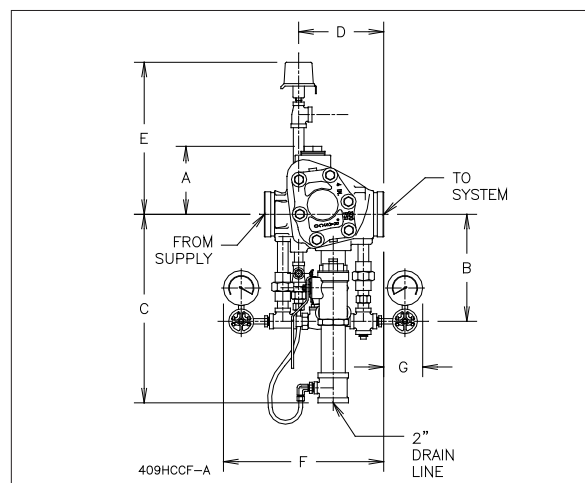 D
E
A
TO
SYSTEM
FROM
SUPPLY
B
C
G
2”
DRAIN
LINE
F
409HCCF–A